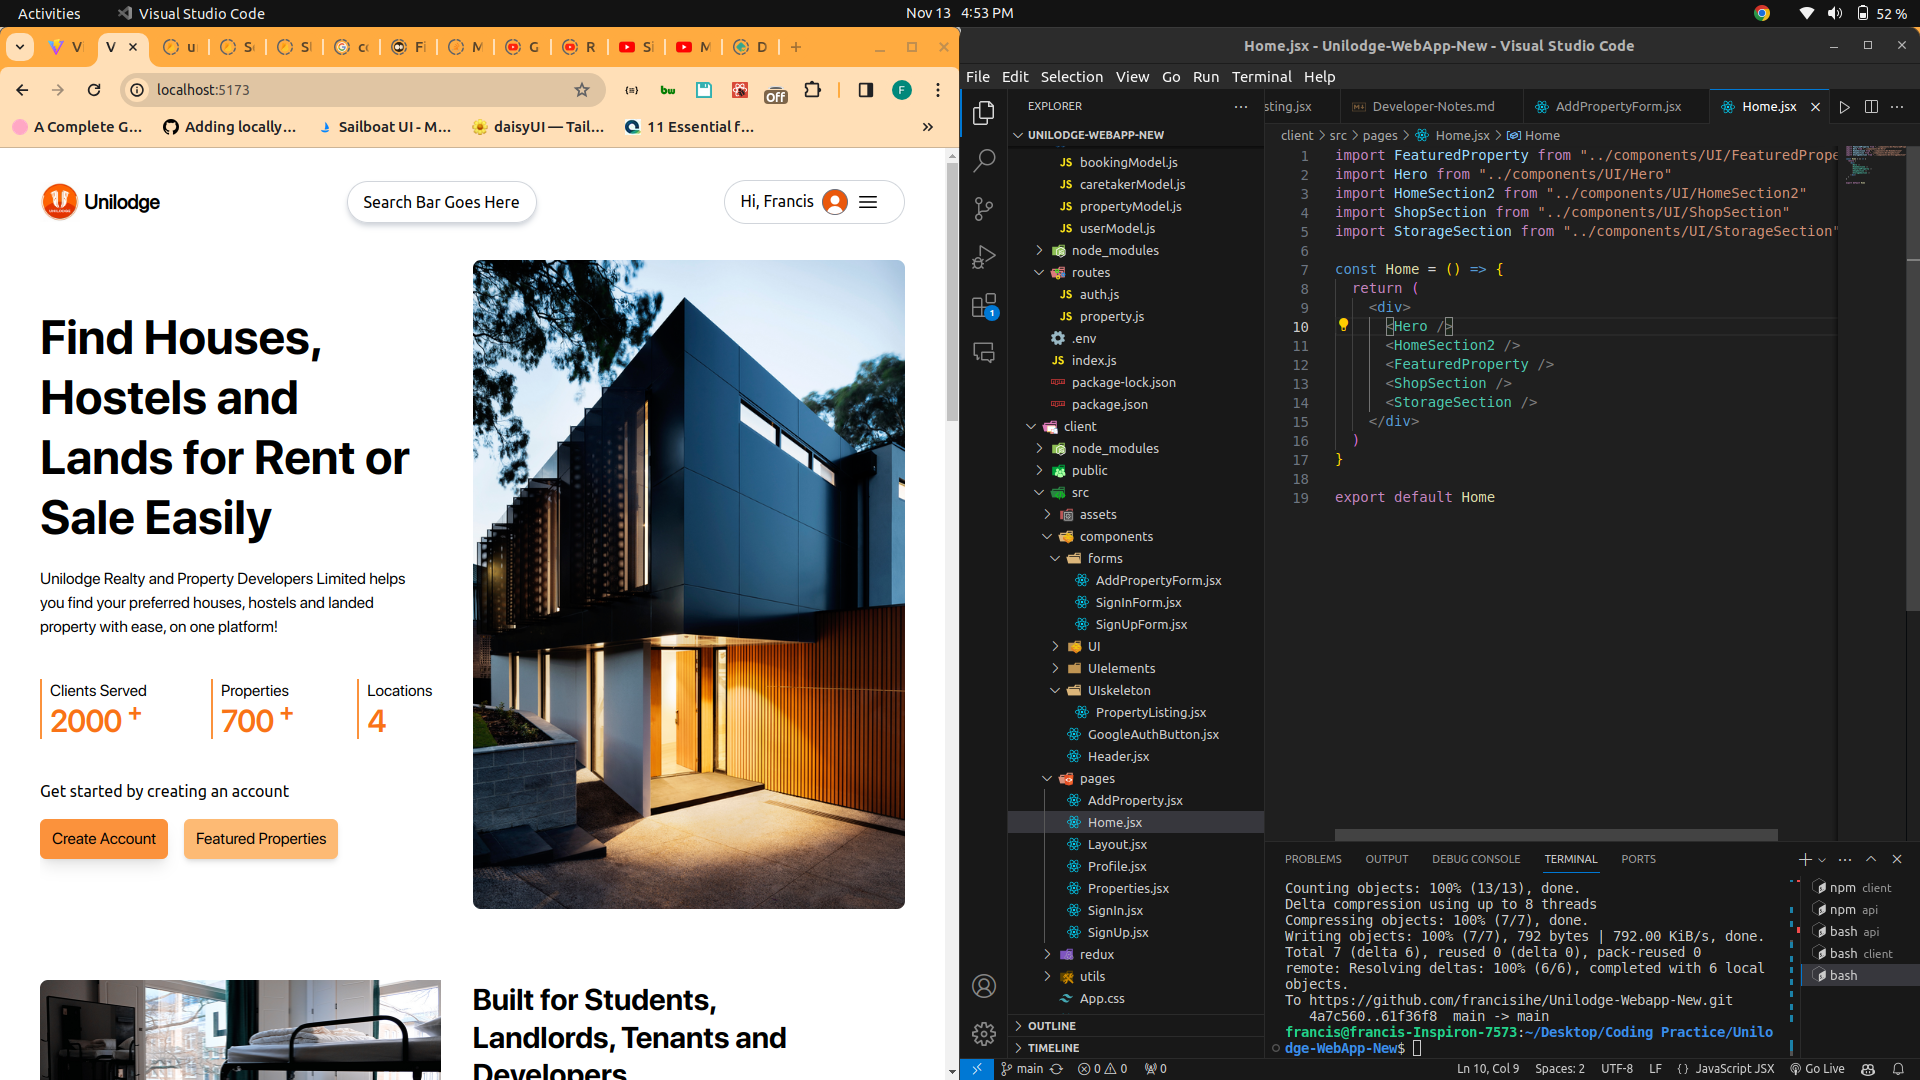 Activities
Visual Studio Code
Nov 13 4:53 PM
52 %
V
V
u
S
S
c
Fi
M
G
R
Si
M
D
localhost:5173
bw
Off
F
A Complete G...
Adding locally...
Sailboat UI - M...
daisyUI — Tail...
11 Essential f...
»
Unilodge
Search Bar Goes Here
Hi, Francis
Find Houses,
Hostels and
Lands for Rent or
Sale Easily
Unilodge Realty and Property Developers Limited helps
you find your preferred houses, hostels and landed
property with ease, on one platform!
Clients Served
2000 +
Properties
700 +
Locations
4
Get started by creating an account
Create Account
Featured Properties
Built for Students,
Landlords, Tenants and
Developers
Home.jsx - Unilodge-WebApp-New - Visual Studio Code
File Edit Selection View Go Run Terminal Help
EXPLORER
UNILODGE-WEBAPP-NEW
JS bookingModel.js
JS caretakerModel.js
JS propertyModel.js
JS userModel.js
node_modules
routes
JS auth.js
JS property.js
.env
JS index.js
package-lock.json
package.json
client
node_modules
public
src
assets
components
forms
AddPropertyForm.jsx
SignInForm.jsx
SignUpForm.jsx
UI
UIelements
UIskeleton
PropertyListing.jsx
GoogleAuthButton.jsx
Header.jsx
pages
AddProperty.jsx
Home.jsx
Layout.jsx
Profile.jsx
Properties.jsx
SignIn.jsx
SignUp.jsx
redux
utils
App.css
OUTLINE
TIMELINE
1
sting.jsx
Developer-Notes.md
AddPropertyForm.jsx
Home.jsx
client > src > pages > Home.jsx > Home
1 import FeaturedProperty from "../components/UI/FeaturedPrope
2 import Hero from "../components/UI/Hero"
3 import HomeSection2 from "../components/UI/HomeSection2"
4 import ShopSection from "../components/UI/ShopSection"
5 import StorageSection from "../components/UI/StorageSection"
6
7 const Home = () => {
8 return (
9 <div>
10 <Hero />
11 <HomeSection2 />
12 <FeaturedProperty />
13 <ShopSection />
14 <StorageSection />
15 </div>
16 )
17 }
18
19 export default Home
PROBLEMS OUTPUT DEBUG CONSOLE TERMINAL PORTS
Counting objects: 100% (13/13), done.
Delta compression using up to 8 threads
Compressing objects: 100% (7/7), done.
Writing objects: 100% (7/7), 792 bytes | 792.00 KiB/s, done.
Total 7 (delta 6), reused 0 (delta 0), pack-reused 0
remote: Resolving deltas: 100% (6/6), completed with 6 local
objects.
To https://github.com/francisihe/Unilodge-Webapp-New.git
4a7c560..61f36f8 main -> main
francis@francis-Inspiron-7573:~/Desktop/Coding Practice/Unilo
dge-WebApp-New$
npm client
npm api
bash api
bash client
bash
main
0 0
0
Ln 10, Col 9
Spaces: 2
UTF-8
LF
{ } JavaScript JSX
Go Live